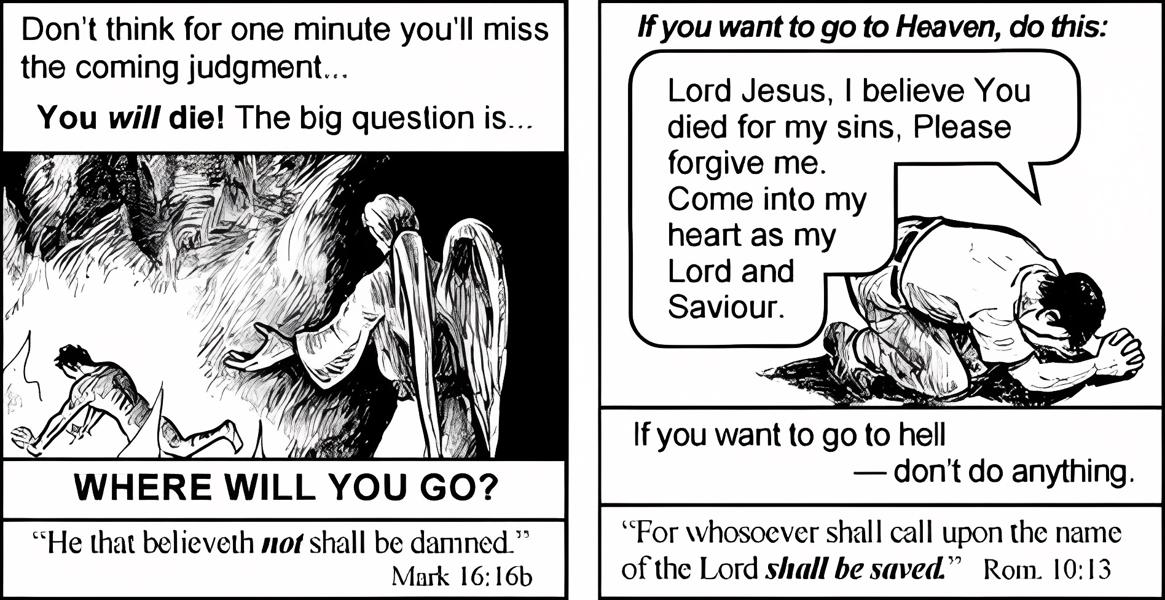 Don't think for one minute you'll miss
the coming judgment...
You will die! The big question is...
WHERE WILL YOU GO?
“He that believeth not shall be damned.”
Mark 16:16b
If you want to go to Heaven, do this:
Lord Jesus, I believe You
died for my sins, Please
forgive me.
Come into my
heart as my
Lord and
Saviour.
If you want to go to hell
— don't do anything.
“For whosoever shall call upon the name
of the Lord shall be saved.” Rom. 10:13